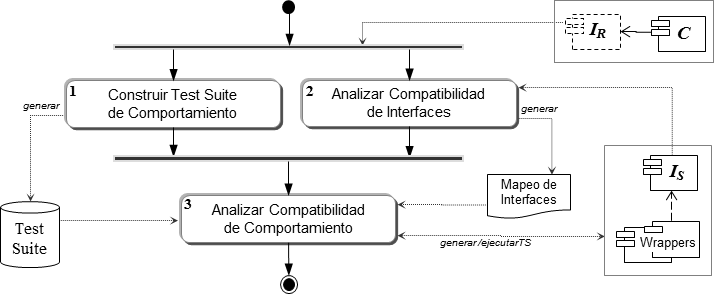 I_R
C
1
Construir Test Suite
de Comportamiento
2
Analizar Compatibilidad
de Interfaces
generar
generar
I_S
Mapeo de
Interfaces
3
Analizar Compatibilidad
de Comportamiento
Test
Suite
generar/ejecutarTS
Wrappers